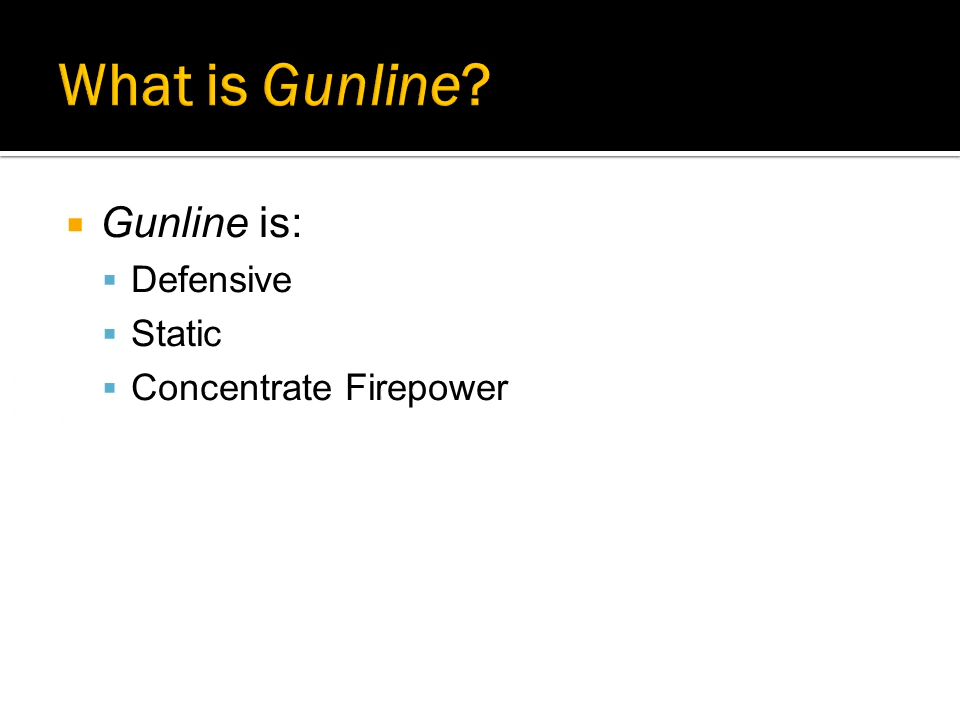 What is Gunline?
Gunline is:
Defensive
Static
Concentrate Firepower